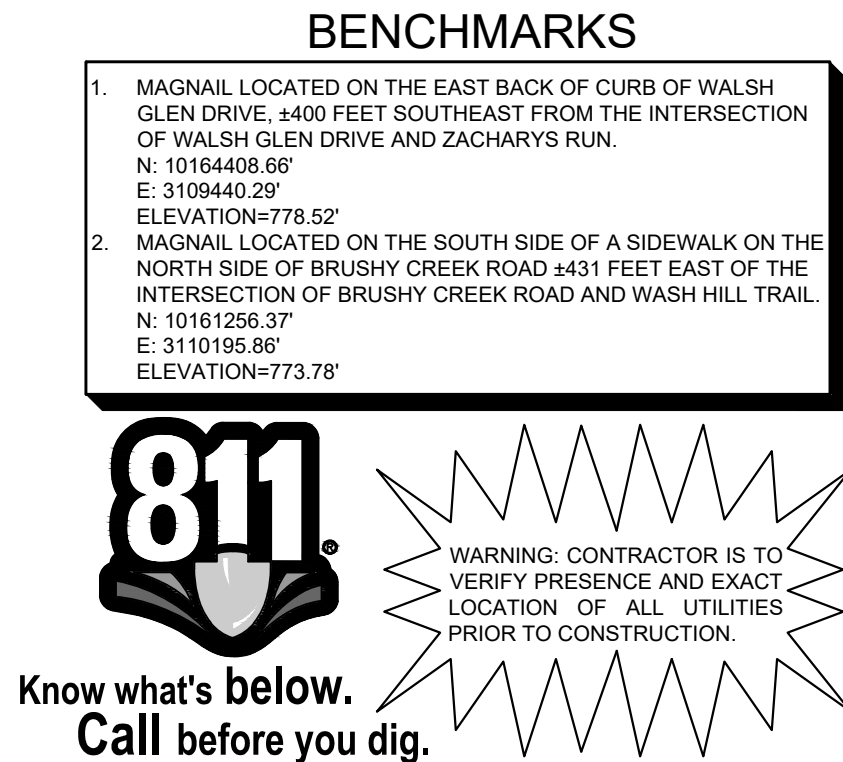 BENCHMARKS
1. MAGNAIL LOCATED ON THE EAST BACK OF CURB OF WALSH
GLEN DRIVE, ±400 FEET SOUTHEAST FROM THE INTERSECTION
OF WALSH GLEN DRIVE AND ZACHARYS RUN.
N: 10164408.66'
E: 3109440.29'
ELEVATION=778.52'
2. MAGNAIL LOCATED ON THE SOUTH SIDE OF A SIDEWALK ON THE
NORTH SIDE OF BRUSHY CREEK ROAD ±431 FEET EAST OF THE
INTERSECTION OF BRUSHY CREEK ROAD AND WASH HILL TRAIL.
N: 10161256.37'
E: 3110195.86'
ELEVATION=773.78'
811®
Know what's below.
Call before you dig.
WARNING: CONTRACTOR IS TO
VERIFY PRESENCE AND EXACT
LOCATION OF ALL UTILITIES
PRIOR TO CONSTRUCTION.